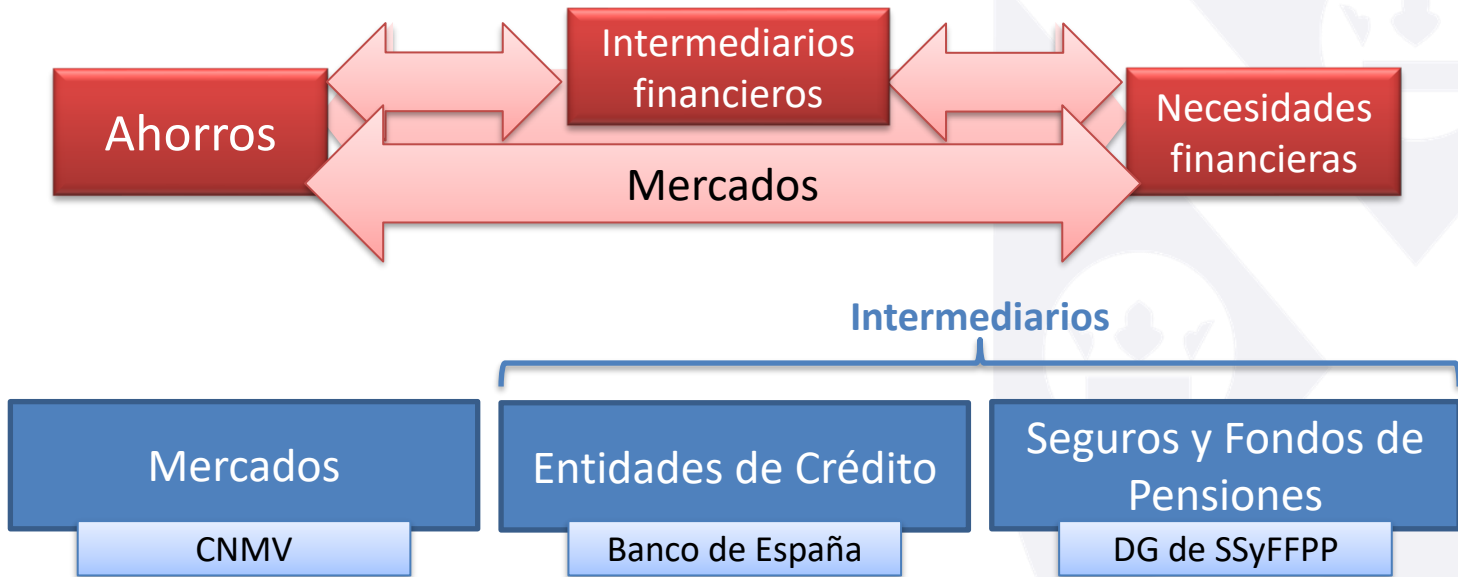 Intermediarios
financieros
Ahorros
Necesidades
financieras
Mercados
Intermediarios
Mercados
Entidades de Crédito
Seguros y Fondos de
Pensiones
CNMV
Banco de España
DG de SSyFFPP